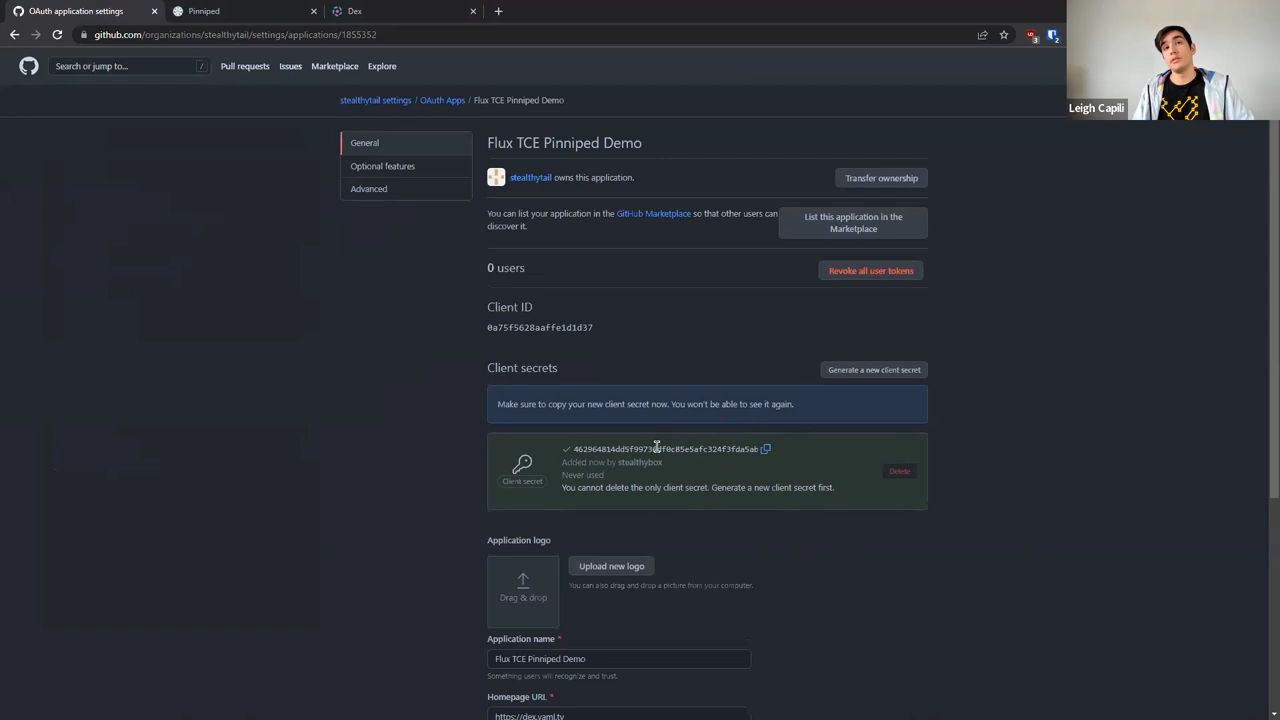 OAuth application settings
Pinniped
Dex
github.com/organizations/stealthytail/settings/applications/1855352
Search or jump to...
/
Pull requests
Issues
Marketplace
Explore
Leigh Capili
stealthytail settings / OAuth Apps / Flux TCE Pinniped Demo
General
Optional features
Advanced
Flux TCE Pinniped Demo
stealthytail owns this application.
Transfer ownership
You can list your application in the GitHub Marketplace so that other users can
discover it.
List this application in the
Marketplace
0 users
Revoke all user tokens
Client ID
0a75f5628aaffe1d1d37
Client secrets
Generate a new client secret
Make sure to copy your new client secret now. You won't be able to see it again.
Client secret
Added now by stealthybox
Never used
You cannot delete the only client secret. Generate a new client secret first.
Delete
Application logo
Drag & drop
Upload new logo
You can also drag and drop a picture from your computer.
Application name *
Flux TCE Pinniped Demo
Something users will recognize and trust.
Homepage URL *
https://dex.yaml.tv